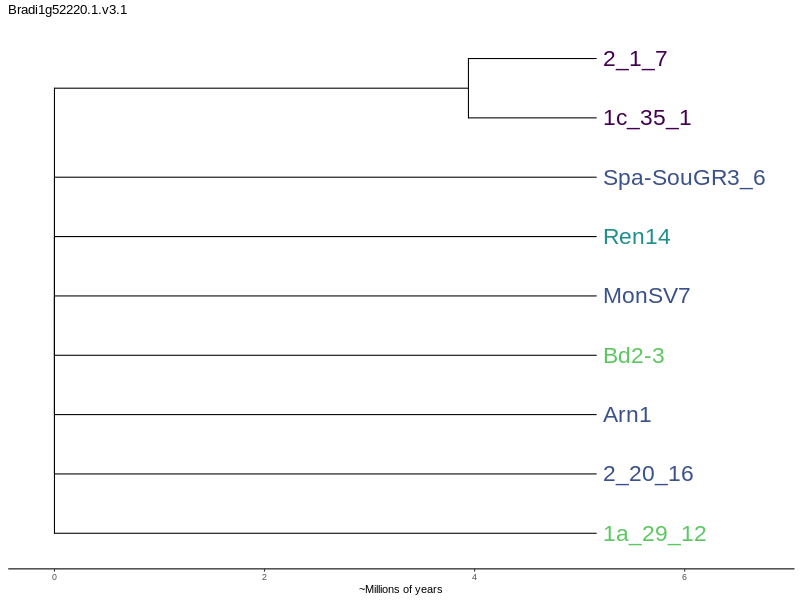 Bradi1g52220.1.v3.1
2_1_7
1c_35_1
Spa-SouGR3_6
Ren14
MonSV7
Bd2-3
Arn1
2_20_16
1a_29_12
0 2 4 6
~Millions of years